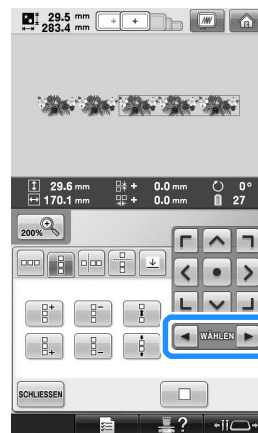 29.5 mm
283.4 mm
29.6 mm + 0.0 mm 0°
170.1 mm + 0.0 mm 27
200%
WÄHLEN
SCHLIESSEN
?